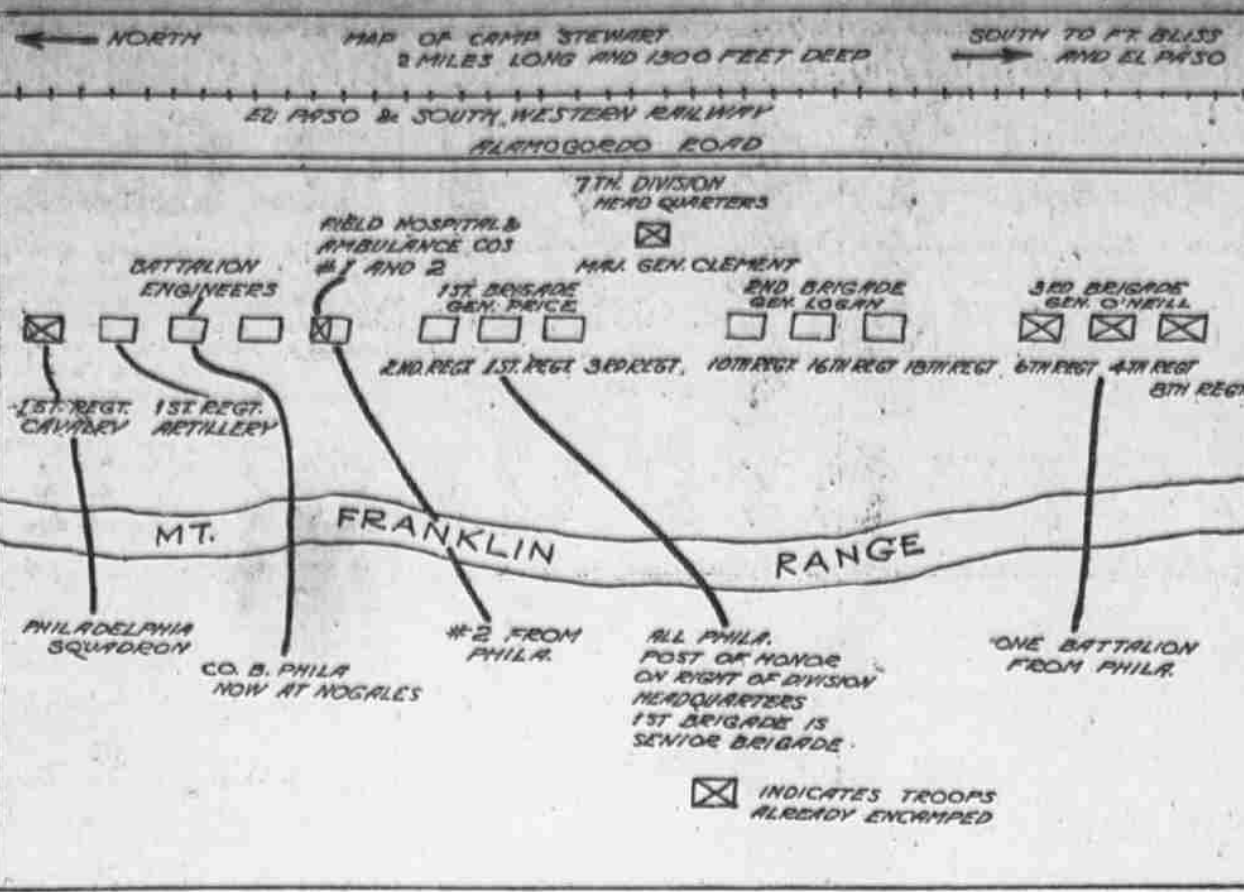 NORTH
MAP OF CAMP STEWART
2 MILES LONG AND 1500 FEET DEEP
SOUTH TO FT. BLISS
AND EL PASO
EL PASO & SOUTH, WESTERN RAILWAY
ALAMOGORDO ROAD
7TH. DIVISION
HEAD QUARTERS
MAJ. GEN. CLEMENT
FIELD HOSPITAL &
AMBULANCE COS
#1 AND 2
BATTALION
ENGINEERS
1ST BRIGADE
GEN. PRICE
2ND BRIGADE
GEN. LOGAN
3RD BRIGADE
GEN. O'NEILL
2ND. REGT. 1ST. REGT. 3RD REGT.
10TH REGT. 16TH REGT 18TH REGT.
6TH REGT 4TH REGT
8TH REGT
1ST. REGT.
CAVALRY
1ST REGT.
ARTILLERY
MT. FRANKLIN RANGE
PHILADELPHIA
SQUADRON
CO. B. PHILA
NOW AT NOGALES
#2 FROM
PHILA.
ALL PHILA.
POST OF HONOR
ON RIGHT OF DIVISION
HEADQUARTERS
1ST BRIGADE IS
SENIOR BRIGADE.
ONE BATTALION
FROM PHILA.
INDICATES TROOPS
ALREADY ENCAMPED